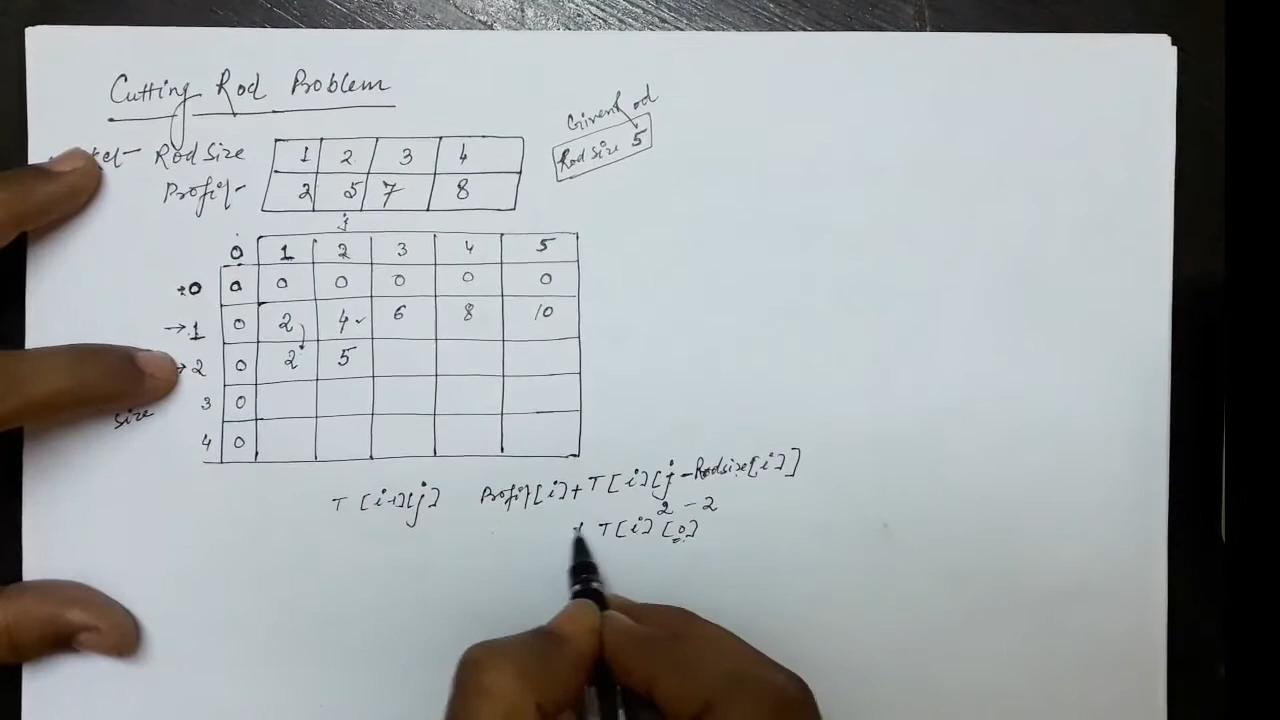 Cutting Rod Problem
Given od
Rod size 5
Rod Size 1 2 3 4
Profit- 2 5 7 8
j
0 1 2 3 4 5
0 0 0 0 0 0 0
→1 0 2 4 6 8 10
→2 0 2 5
3 0
size
4 0
T[i-1][j] Profit[i]+T[i][j-Rodsize[i]]
2-2
T[i][0]